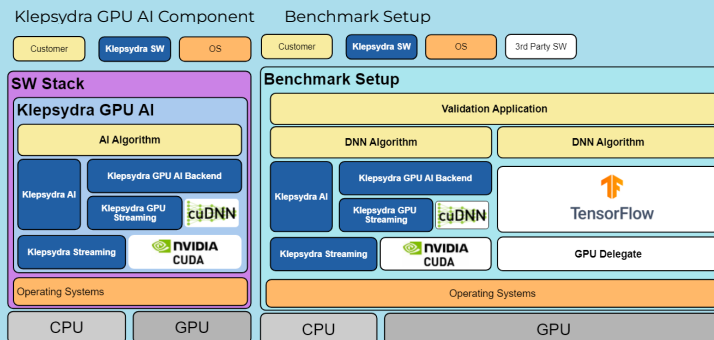 Klepsydra GPU AI Component
Customer
Klepsydra SW
OS
SW Stack
Klepsydra GPU AI
AI Algorithm
Klepsydra AI
Klepsydra GPU AI Backend
Klepsydra GPU
Streaming
cuDNN
Klepsydra Streaming
NVIDIA
CUDA
Operating Systems
CPU
GPU
Benchmark Setup
Customer
Klepsydra SW
OS
3rd Party SW
Benchmark Setup
Validation Application
DNN Algorithm
DNN Algorithm
Klepsydra AI
Klepsydra GPU AI Backend
Klepsydra GPU
Streaming
cuDNN
TensorFlow
Klepsydra Streaming
NVIDIA
CUDA
GPU Delegate
Operating Systems
CPU
GPU